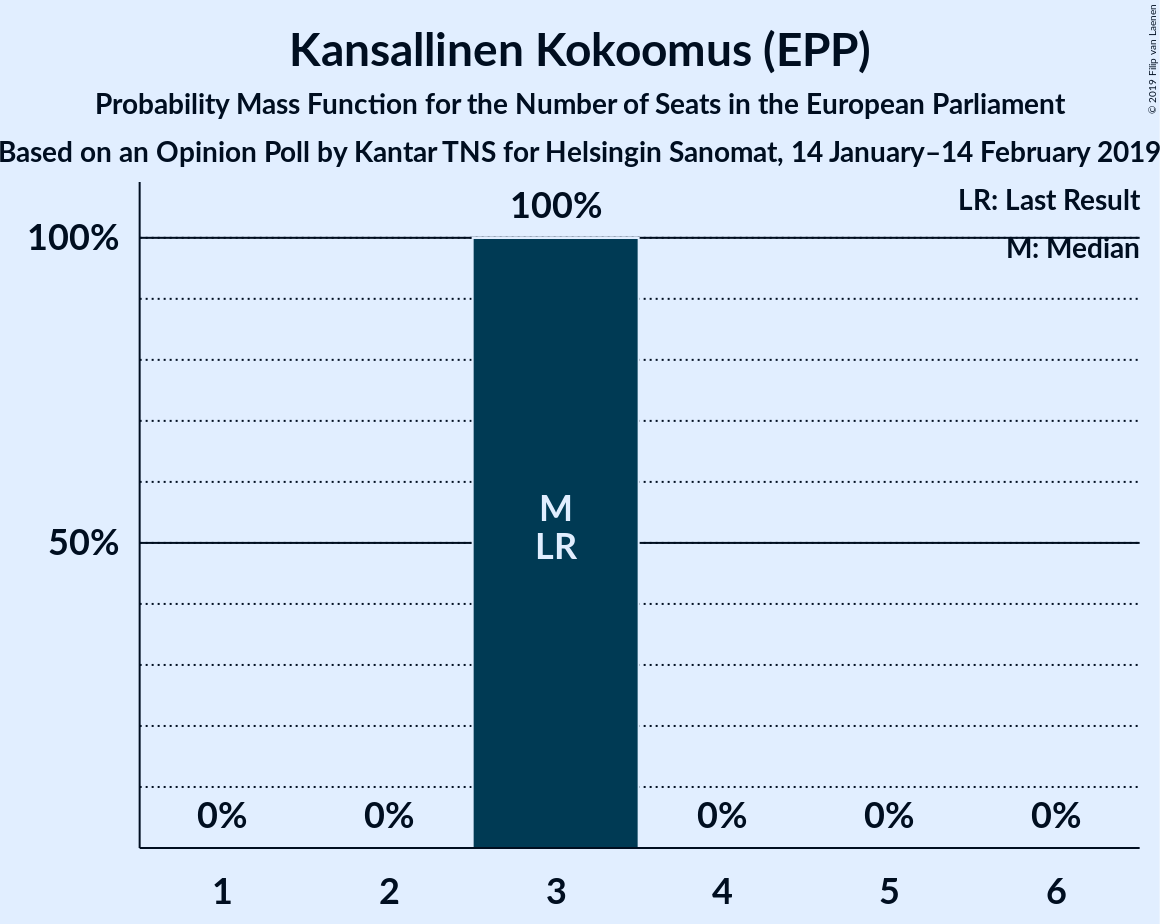 Kansallinen Kokoomus (EPP)
Probability Mass Function for the Number of Seats in the European Parliament
Based on an Opinion Poll by Kantar TNS for Helsingin Sanomat, 14 January–14 February 2019
© 2019 Filip van Laenen
LR: Last Result
M: Median
100%
100%
50%
M
LR
0%
0%
0%
0%
0%
1
2
3
4
5
6